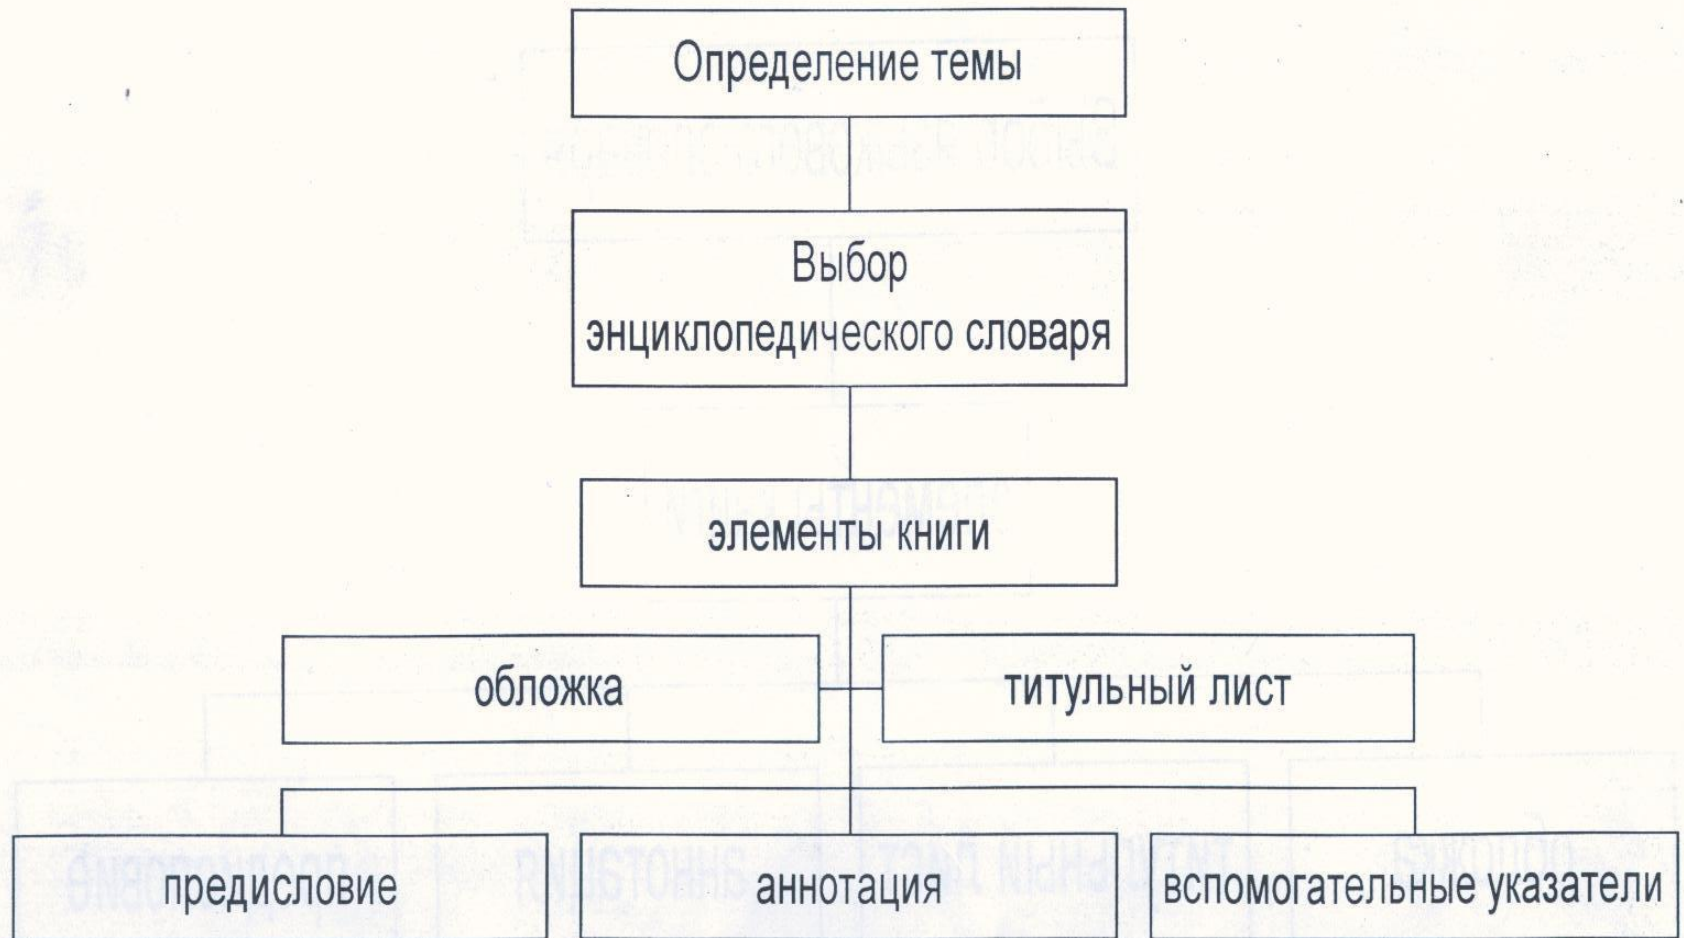 Определение темы
Выбор
энциклопедического словаря
элементы книги
обложка
титульный лист
предисловие
аннотация
вспомогательные указатели